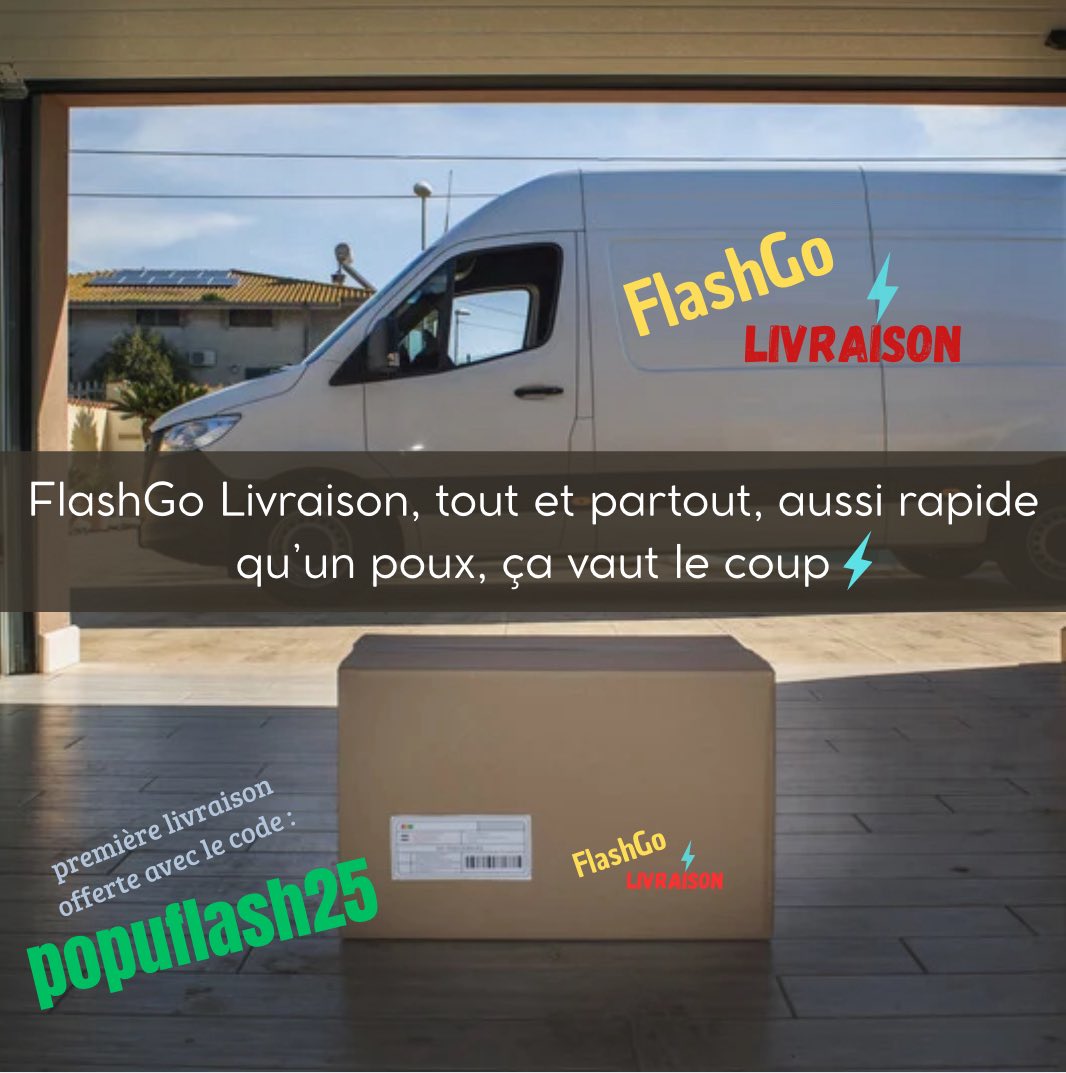 FlashGo
LIVRAISON
FlashGo Livraison, tout et partout, aussi rapide
qu'un poux, ça vaut le coup
première livraison
offerte avec le code :
popuflash25
FlashGo
LIVRAISON